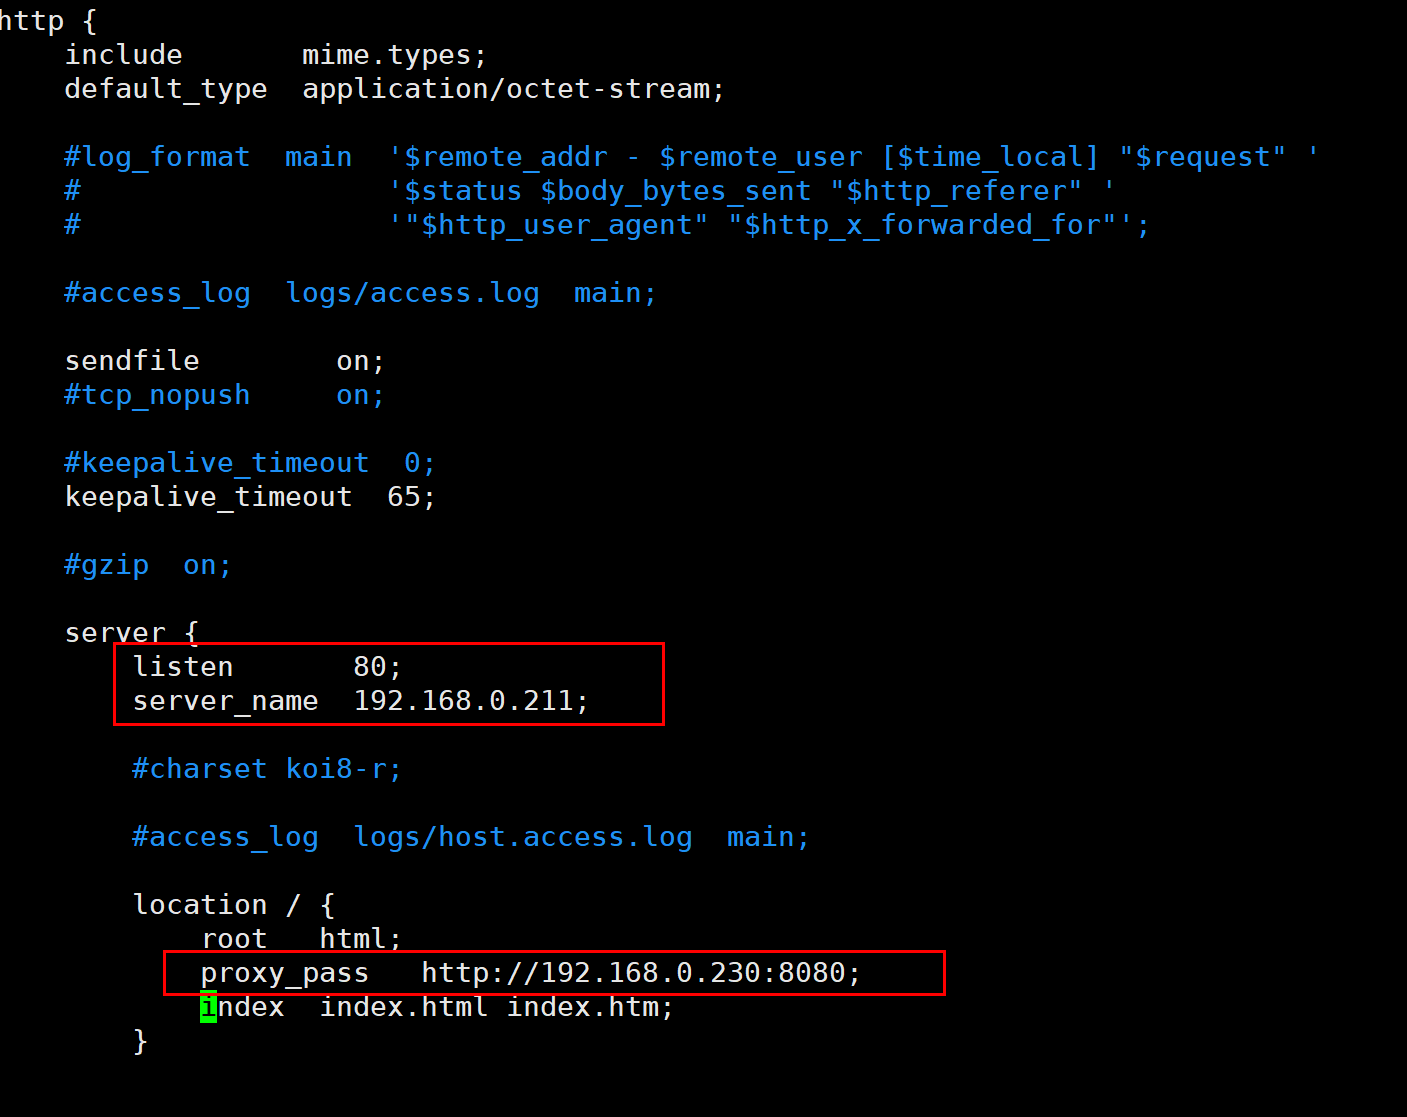 http {
    include       mime.types;
    default_type  application/octet-stream;

    #log_format  main  '$remote_addr - $remote_user [$time_local] "$request" '
    #                  '$status $body_bytes_sent "$http_referer" '
    #                  '"$http_user_agent" "$http_x_forwarded_for"';

    #access_log  logs/access.log  main;

    sendfile        on;
    #tcp_nopush     on;

    #keepalive_timeout  0;
    keepalive_timeout  65;

    #gzip  on;

    server {
        listen       80;
        server_name  192.168.0.211;

        #charset koi8-r;

        #access_log  logs/host.access.log  main;

        location / {
            root   html;
            proxy_pass   http://192.168.0.230:8080;
            index  index.html index.htm;
        }